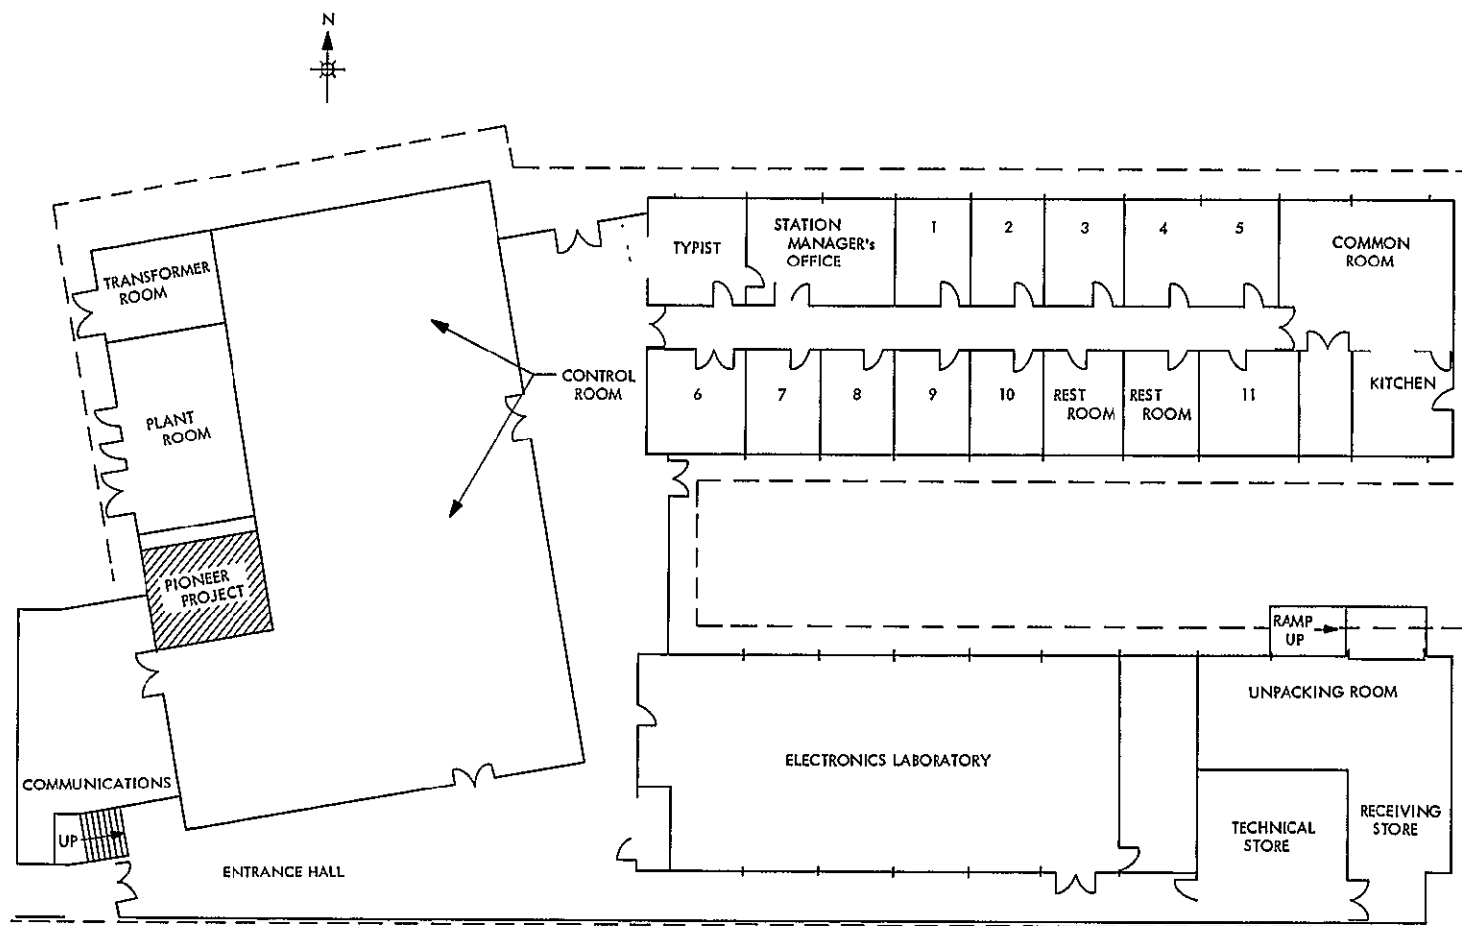 N
TRANSFORMER
ROOM
PLANT
ROOM
PIONEER
PROJECT
COMMUNICATIONS
UP
ENTRANCE HALL
CONTROL
ROOM
TYPIST
STATION
MANAGER's
OFFICE
1
2
3
4
5
COMMON
ROOM
6
7
8
9
10
REST
ROOM
REST
ROOM
11
KITCHEN
RAMP
UP
UNPACKING ROOM
ELECTRONICS LABORATORY
TECHNICAL
STORE
RECEIVING
STORE